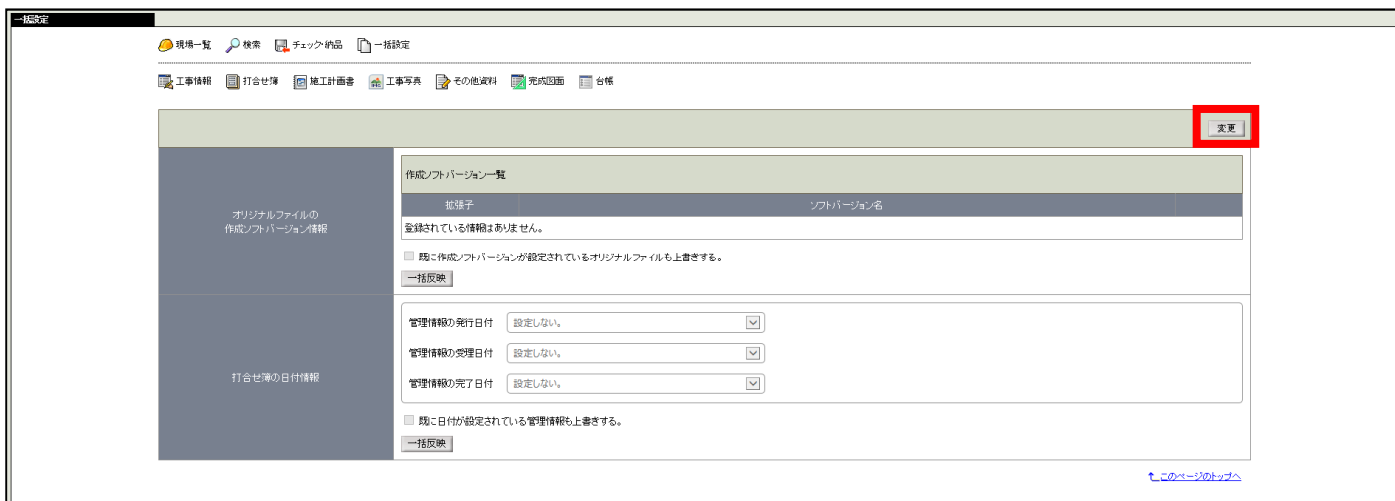 一括設定
現場一覧 検索 チェック・納品 一括設定
工事情報 打合せ簿 施工計画書 工事写真 その他資料 完成図面 台帳
変更
作成ソフトバージョン一覧
拡張子 ソフトバージョン名
オリジナルファイルの
作成ソフトバージョン情報
登録されている情報はありません。
既に作成ソフトバージョンが設定されているオリジナルファイルも上書きする。
一括反映
管理情報の発行日付 設定しない。
管理情報の受理日付 設定しない。
打合せ簿の日付情報
管理情報の完了日付 設定しない。
既に日付が設定されている管理情報も上書きする。
一括反映
このページのトップへ